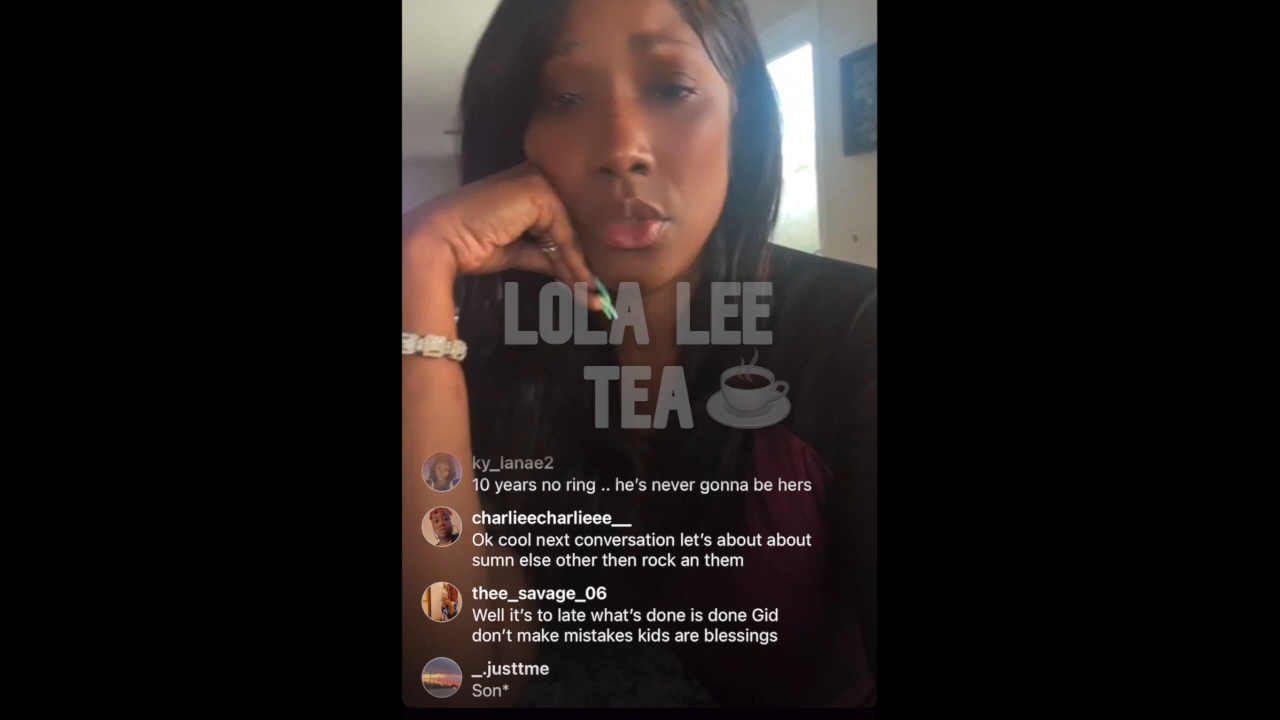 LOLA LEE
TEA
ky_lanae2
10 years no ring .. he's never gonna be hers
charlieecharlieee__
Ok cool next conversation let's about about
sumn else other then rock an them
thee_savage_06
Well it's to late what's done is done Gid
don't make mistakes kids are blessings
_.justtme
Son*